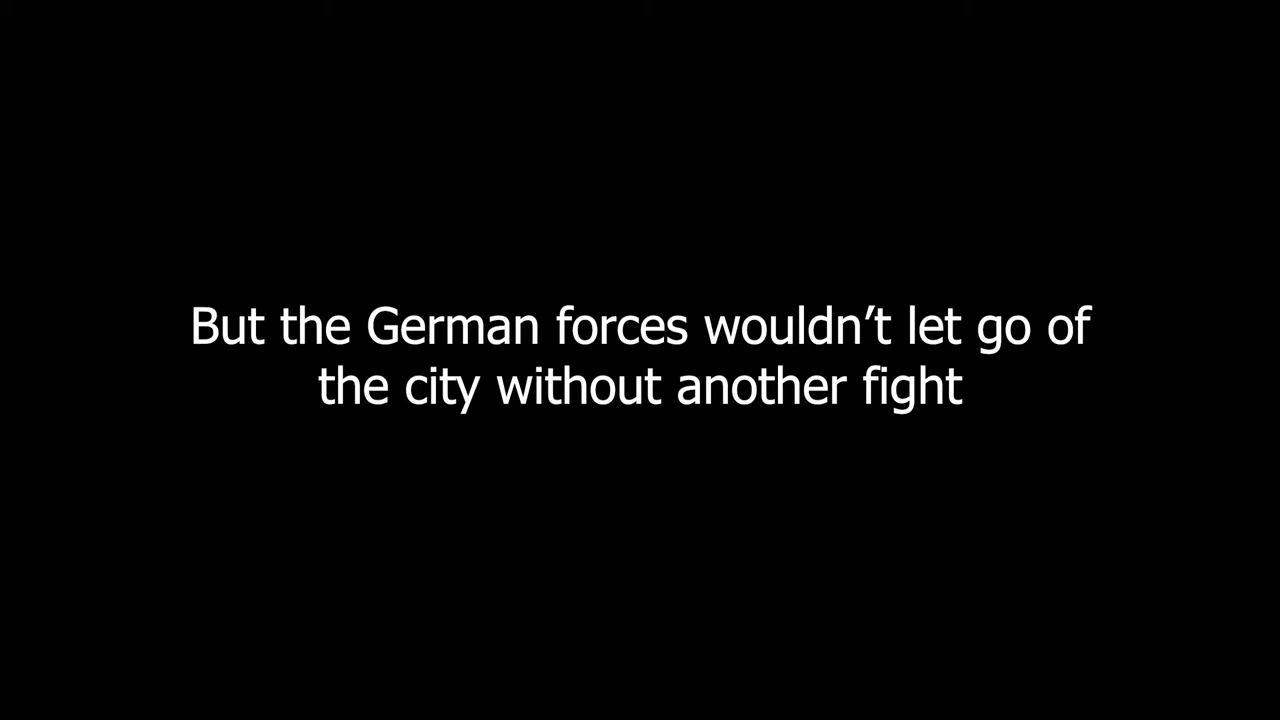 But the German forces wouldn’t let go of
the city without another fight